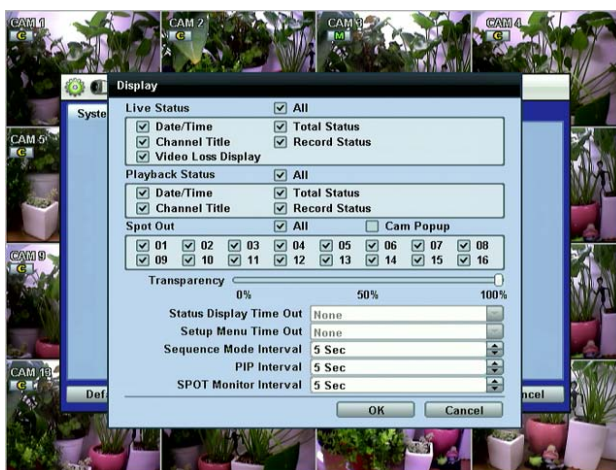 CAM 1 CAM 2 CAM 3 CAM 4
C C M C
Display
Syste
Live Status All
Date/Time Total Status
Channel Title Record Status
Video Loss Display
CAM 5
C
Playback Status All
Date/Time Total Status
Channel Title Record Status
Spot Out All Cam Popup
01 02 03 04 05 06 07 08
09 10 11 12 13 14 15 16
CAM 9
C
Transparency
0% 50% 100%
Status Display Time Out None
Setup Menu Time Out None
Sequence Mode Interval 5 Sec
PIP Interval 5 Sec
SPOT Monitor Interval 5 Sec
CAM 13
C
Defa ncel
OK Cancel